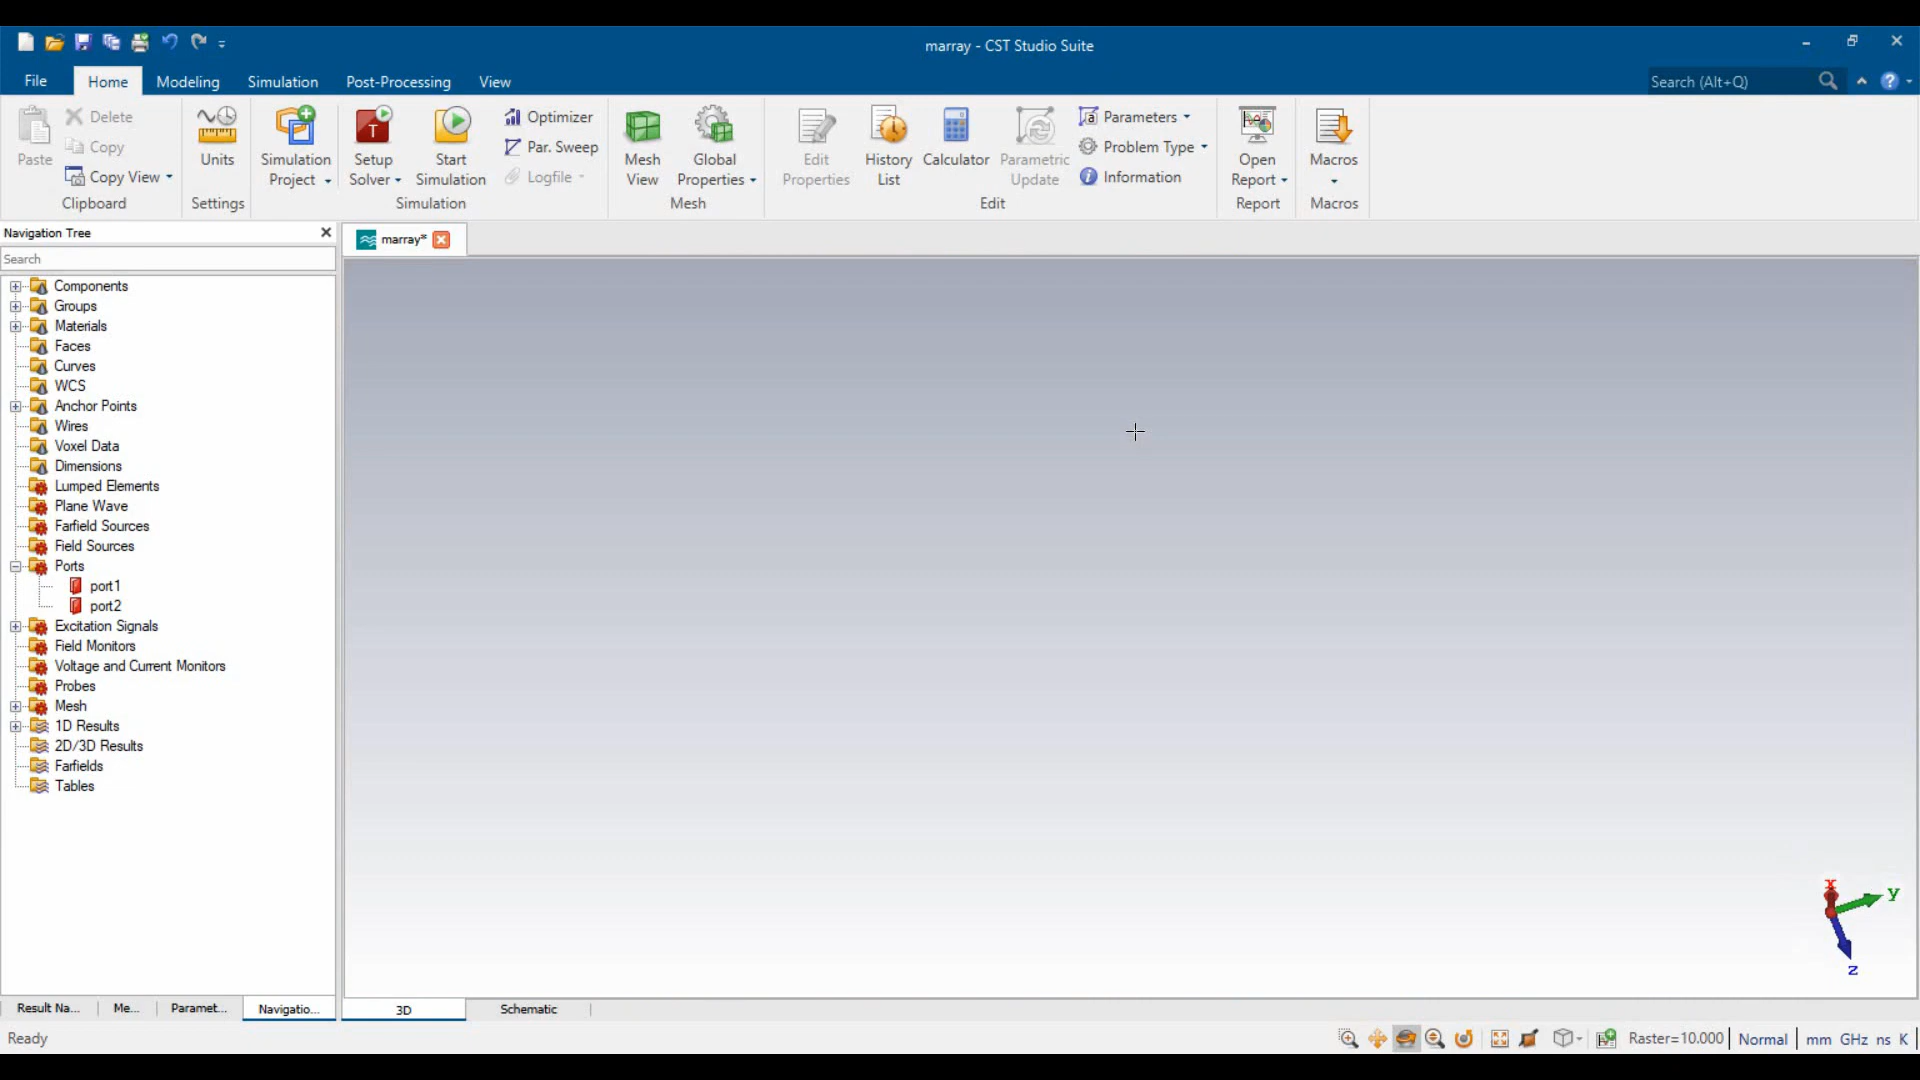 marray - CST Studio Suite
File Home Modeling Simulation Post-Processing View
Search (Alt+Q)
Paste
Delete
Copy
Copy View
Clipboard
Units
Settings
Simulation
Project
Setup
Solver
Start
Simulation
Optimizer
Par. Sweep
Logfile
Simulation
Mesh
View
Global
Properties
Mesh
Edit
Properties
History
List
Calculator
Parametric
Update
Parameters
Problem Type
Information
Edit
Open
Report
Report
Macros
Macros
Navigation Tree
Search
Components
Groups
Materials
Faces
Curves
WCS
Anchor Points
Wires
Voxel Data
Dimensions
Lumped Elements
Plane Wave
Farfield Sources
Field Sources
Ports
port1
port2
Excitation Signals
Field Monitors
Voltage and Current Monitors
Probes
Mesh
1D Results
2D/3D Results
Farfields
Tables
Result Na... Me... Paramet... Navigatio...
marray*
x
y
z
3D Schematic
Ready
Raster=10.000 Normal mm GHz ns K